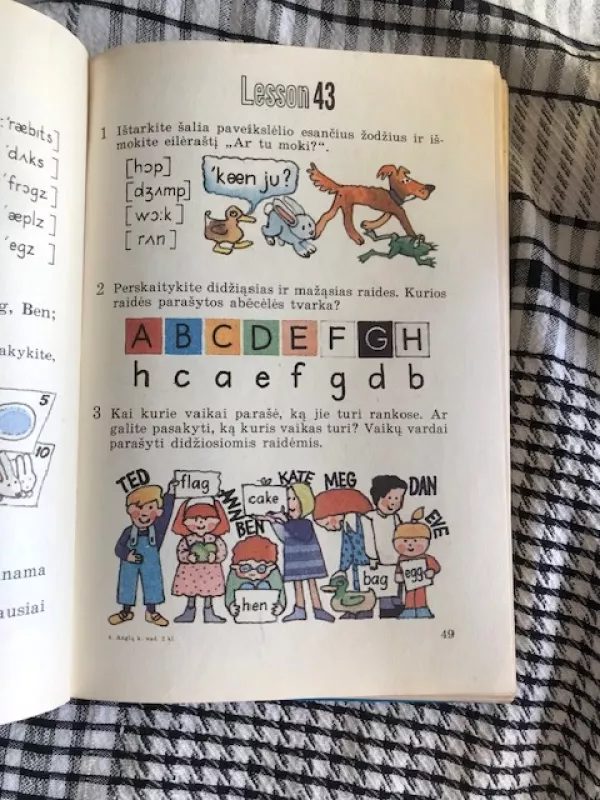 :'ræbits]
'dʌks ]
'frɔgz ]
'æplz ]
'egz ]
g, Ben;
akykite,
5
10
nama
ausiai
Lesson 43
1 Ištarkite šalia paveikslėlio esančius žodžius ir iš-
mokite eilėraštį „Ar tu moki?“.
[hɔp]
[dʒʌmp]
[wɔ:k]
[rʌn]
'kæn ju?
2 Perskaitykite didžiąsias ir mažąsias raides. Kurios
raidės parašytos abėcėlės tvarka?
A B C D E F G H
h c a e f g d b
3 Kai kurie vaikai parašė, ką jie turi rankose. Ar
galite pasakyti, ką kuris vaikas turi? Vaikų vardai
parašyti didžiosiomis raidėmis.
TED
flag
ANN
BEN
cake
KATE
MEG
DAN
EVE
hen
bag
egg
4. Anglų k. vad. 2 kl.
49